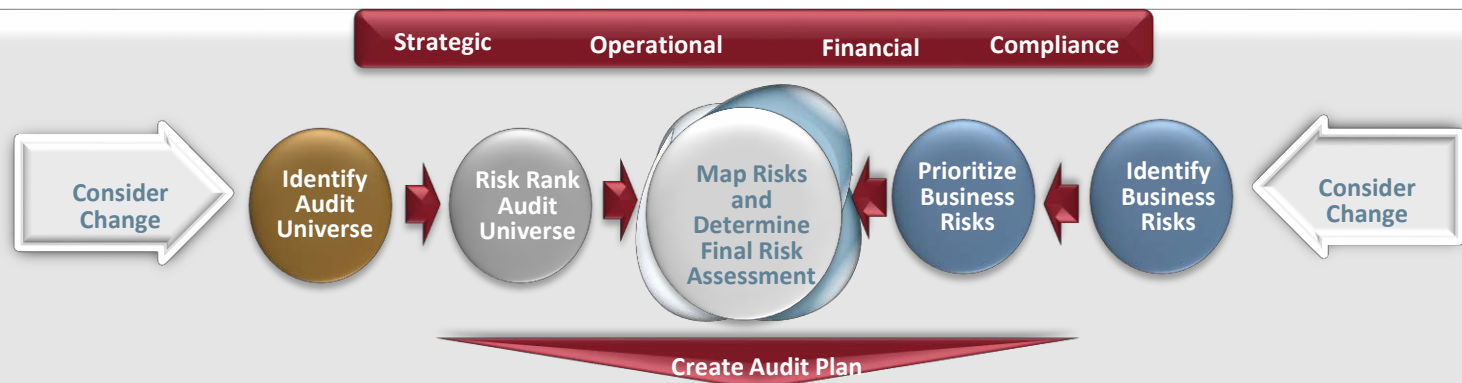 Strategic Operational Financial Compliance
Consider
Change
Identify
Audit
Universe
Risk Rank
Audit
Universe
Map Risks
and
Determine
Final Risk
Assessment
Prioritize
Business
Risks
Identify
Business
Risks
Consider
Change
Create Audit Plan